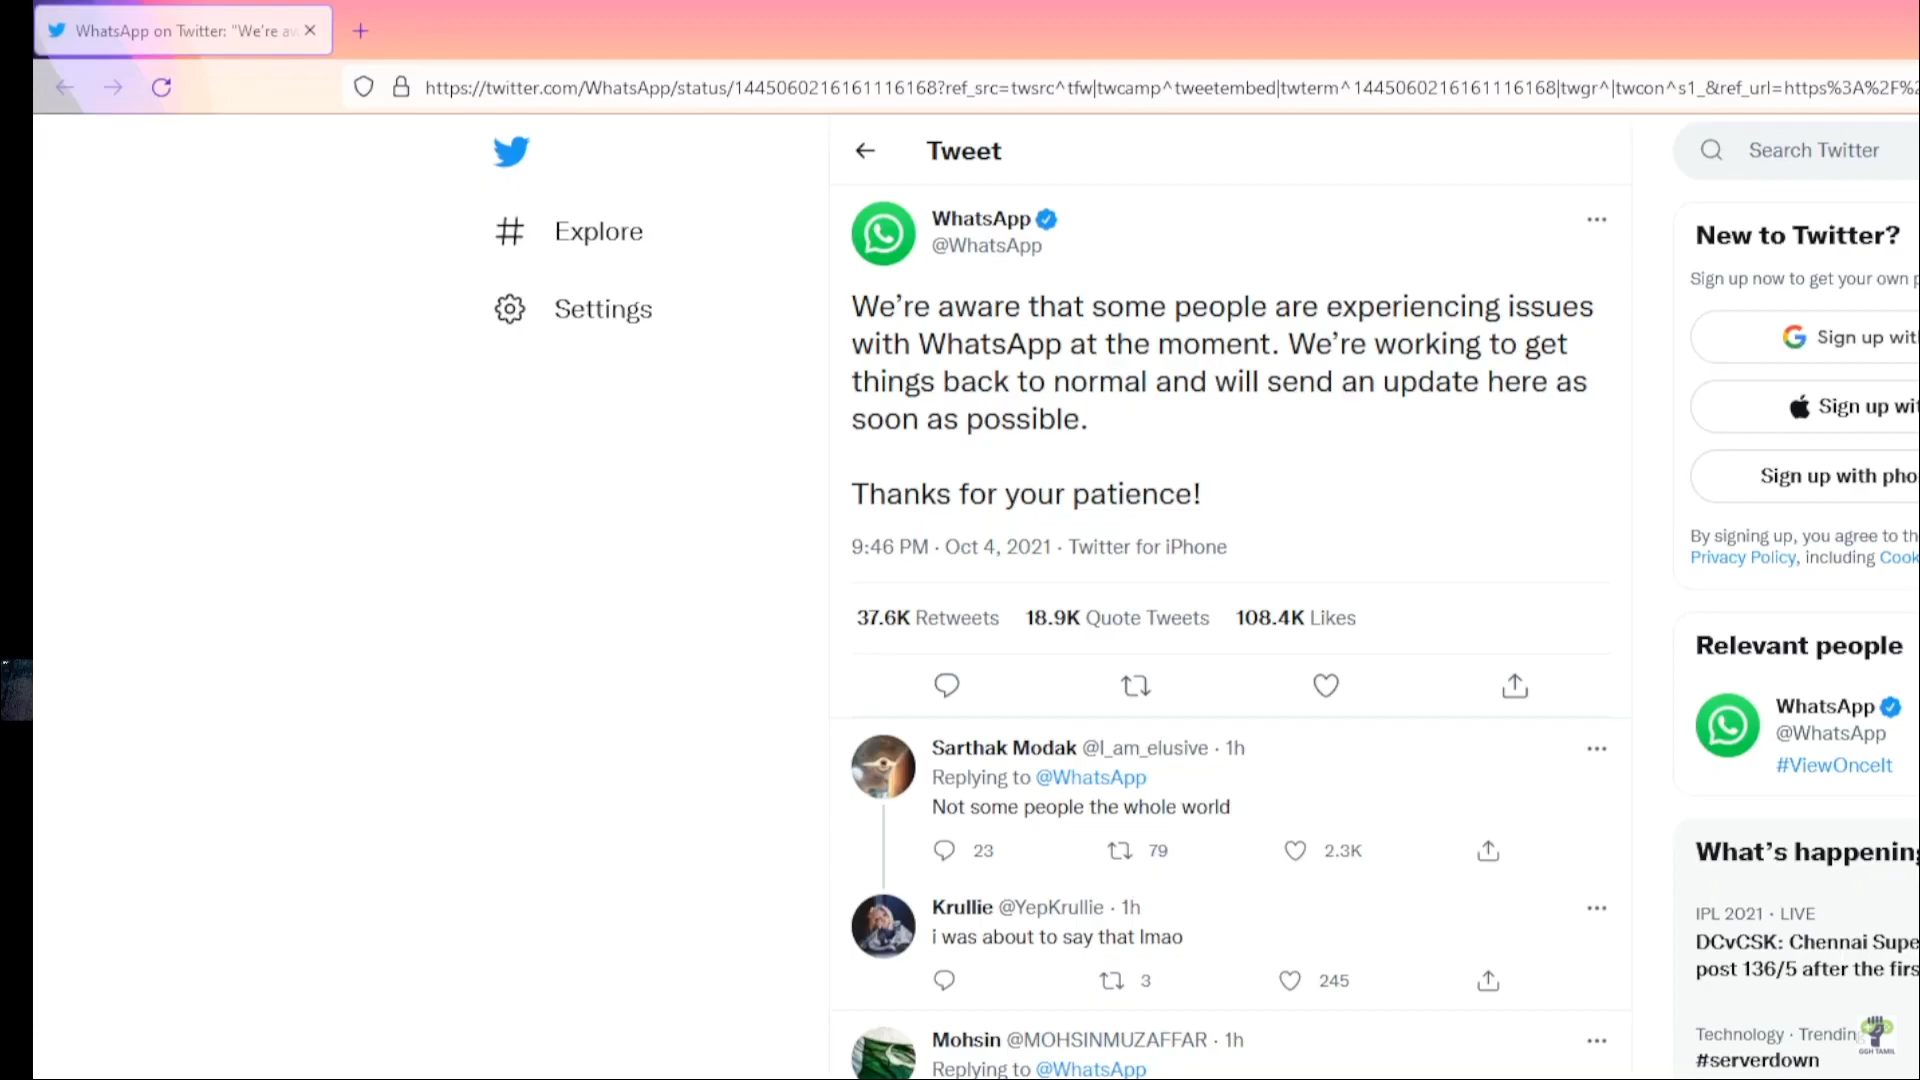 WhatsApp on Twitter: "We're aw
https://twitter.com/WhatsApp/status/1445060216161116168?ref_src=twsrc^tfw|twcamp^tweetembed|twterm^1445060216161116168|twgr^|twcon^s1_&ref_url=https%3A%2F%2
Explore
Settings
Tweet
WhatsApp
@WhatsApp
We’re aware that some people are experiencing issues
with WhatsApp at the moment. We’re working to get
things back to normal and will send an update here as
soon as possible.
Thanks for your patience!
9:46 PM · Oct 4, 2021 · Twitter for iPhone
37.6K Retweets 18.9K Quote Tweets 108.4K Likes
Sarthak Modak @I_am_elusive · 1h
Replying to @WhatsApp
Not some people the whole world
23 79 2.3K
Krullie @YepKrullie · 1h
i was about to say that lmao
3 245
Mohsin @MOHSINMUZAFFAR · 1h
Replying to @WhatsApp
Search Twitter
New to Twitter?
Sign up now to get your own p
Sign up wit
Sign up wi
Sign up with pho
By signing up, you agree to th
Privacy Policy, including Cook
Relevant people
WhatsApp
@WhatsApp
#ViewOnceIt
What’s happening
IPL 2021 · LIVE
DCvCSK: Chennai Supe
post 136/5 after the firs
Technology · Trending
#serverdown
GGH TAMIL